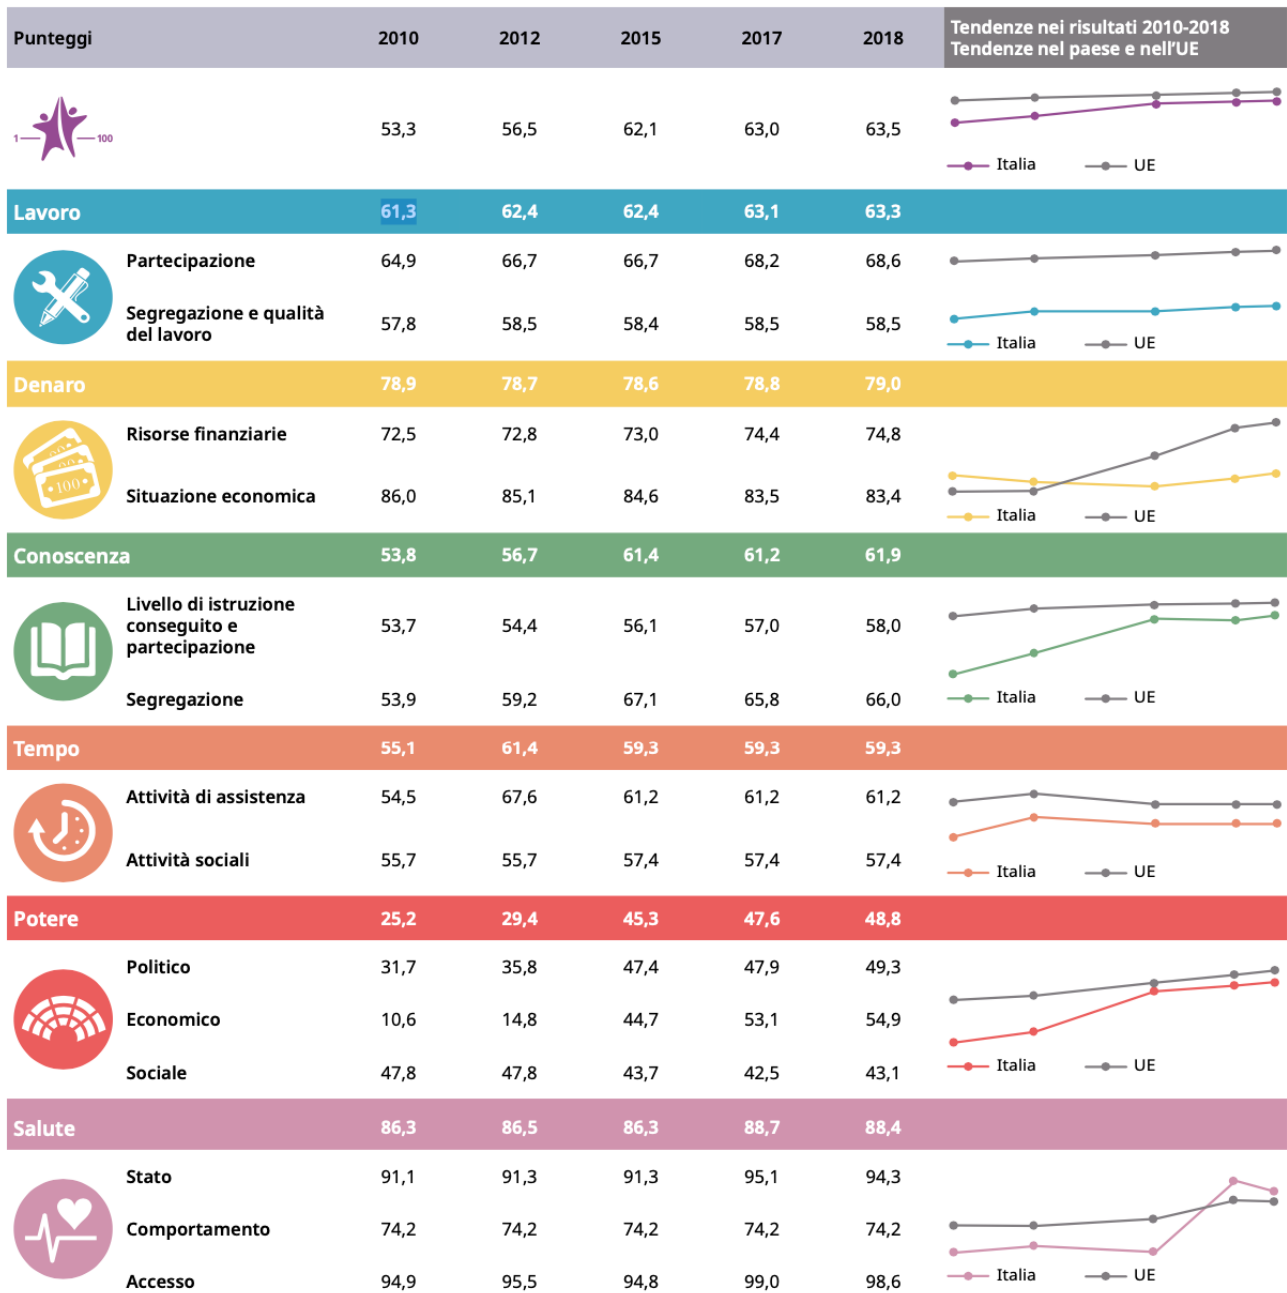 Punteggi 2010 2012 2015 2017 2018 Tendenze nei risultati 2010-2018
Tendenze nel paese e nell'UE
1 100 53,3 56,5 62,1 63,0 63,5
Italia UE
Lavoro 61,3 62,4 62,4 63,1 63,3
Partecipazione 64,9 66,7 66,7 68,2 68,6
Segregazione e qualità
del lavoro 57,8 58,5 58,4 58,5 58,5
Italia UE
Denaro 78,9 78,7 78,6 78,8 79,0
Risorse finanziarie 72,5 72,8 73,0 74,4 74,8
100
Situazione economica 86,0 85,1 84,6 83,5 83,4
Italia UE
Conoscenza 53,8 56,7 61,4 61,2 61,9
Livello di istruzione
conseguito e 53,7 54,4 56,1 57,0 58,0
partecipazione
Segregazione 53,9 59,2 67,1 65,8 66,0
Italia UE
Tempo 55,1 61,4 59,3 59,3 59,3
Attività di assistenza 54,5 67,6 61,2 61,2 61,2
Attività sociali 55,7 55,7 57,4 57,4 57,4
Italia UE
Potere 25,2 29,4 45,3 47,6 48,8
Politico 31,7 35,8 47,4 47,9 49,3
Economico 10,6 14,8 44,7 53,1 54,9
Sociale 47,8 47,8 43,7 42,5 43,1
Italia UE
Salute 86,3 86,5 86,3 88,7 88,4
Stato 91,1 91,3 91,3 95,1 94,3
Comportamento 74,2 74,2 74,2 74,2 74,2
Accesso 94,9 95,5 94,8 99,0 98,6
Italia UE